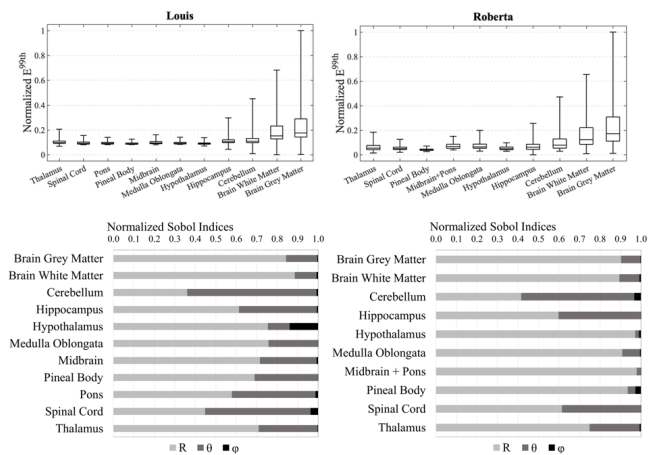 Louis
Normalized E99th
1
0.8
0.6
0.4
0.2
0
Thalamus
Spinal Cord
Pons
Pineal Body
Midbrain
Medulla Oblongata
Hypothalamus
Hippocampus
Cerebellum
Brain White Matter
Brain Grey Matter
Roberta
Normalized E99th
1
0.8
0.6
0.4
0.2
0
Thalamus
Spinal Cord
Pineal Body
Midbrain+Pons
Medulla Oblongata
Hypothalamus
Hippocampus
Cerebellum
Brain White Matter
Brain Grey Matter
Normalized Sobol Indices
0.0 0.1 0.2 0.3 0.4 0.5 0.6 0.7 0.8 0.9 1.0
Brain Grey Matter
Brain White Matter
Cerebellum
Hippocampus
Hypothalamus
Medulla Oblongata
Midbrain
Pineal Body
Pons
Spinal Cord
Thalamus
R θ φ
Normalized Sobol Indices
0.0 0.1 0.2 0.3 0.4 0.5 0.6 0.7 0.8 0.9 1.0
Brain Grey Matter
Brain White Matter
Cerebellum
Hippocampus
Hypothalamus
Medulla Oblongata
Midbrain + Pons
Pineal Body
Spinal Cord
Thalamus
R θ φ